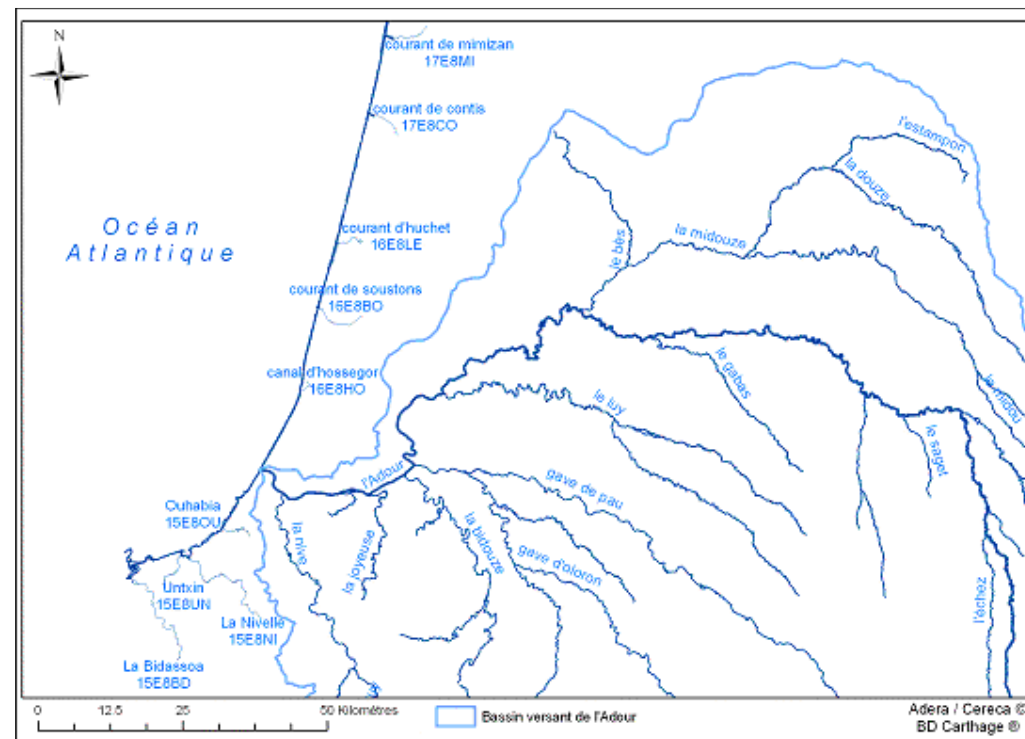 N
courant de mimizan
17E8MI
courant de contis
17E8CO
l'estampon
la douze
Océan
Atlantique
courant d'huchet
16E8LE
la midouze
le bès
courant de soustons
16E8BO
canal d'hossegor
16E8HO
le gabas
le luy
la midou
le saget
l'Adour
gave de pau
Ouhabia
15E8OU
la nive
la joyeuse
la bidouze
gave d'oloron
Untxin
15E8UN
La Nivelle
15E8NI
l'échez
La Bidassoa
15E8BD
0 12.5 25 50 Kilomètres
Bassin versant de l'Adour
Adera / Cereca ©
BD Carthage ®